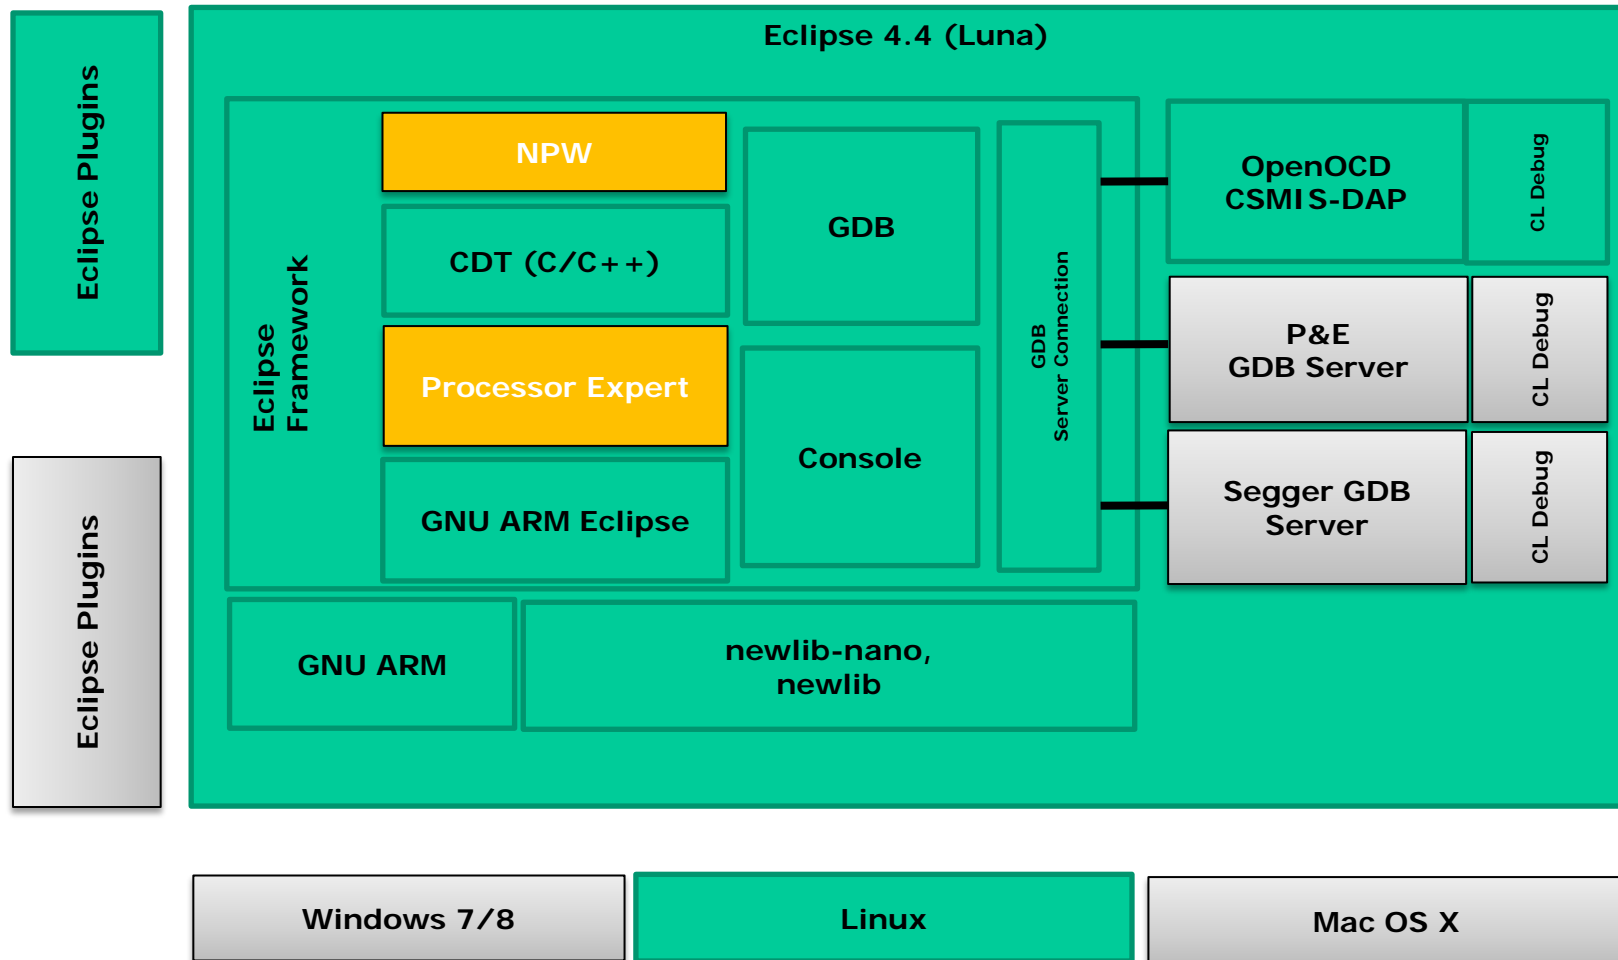 Eclipse 4.4 (Luna)
Eclipse Plugins
Eclipse Plugins
Eclipse
Framework
NPW
CDT (C/C++)
Processor Expert
GNU ARM Eclipse
GDB
Console
GDB
Server Connection
OpenOCD
CSMIS-DAP
CL Debug
P&E
GDB Server
CL Debug
Segger GDB
Server
CL Debug
GNU ARM
newlib-nano,
newlib
Windows 7/8
Linux
Mac OS X